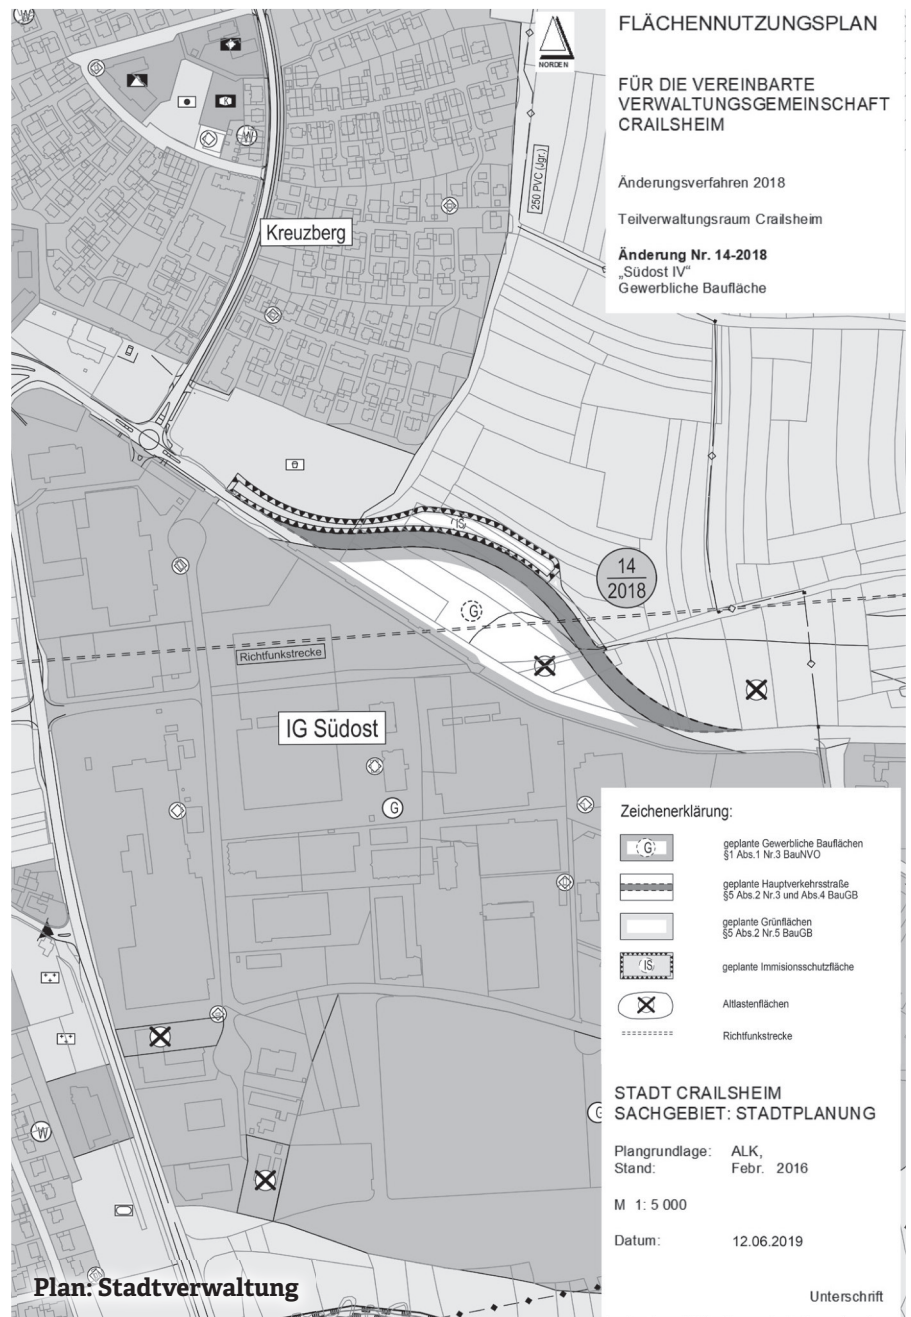 FLÄCHENNUTZUNGSPLAN
NORDEN
FÜR DIE VEREINBARTE
VERWALTUNGSGEMEINSCHAFT
CRAILSHEIM
Änderungsverfahren 2018
Teilverwaltungsraum Crailsheim
Änderung Nr. 14-2018
„Südost IV“
Gewerbliche Baufläche
250 PVC (Jgr.)
W
K
W
Kreuzberg
IS
14
2018
G
Richtfunkstrecke
IG Südost
G
Zeichenerklärung:
G
geplante Gewerbliche Bauflächen
§1 Abs.1 Nr.3 BauNVO
geplante Hauptverkehrsstraße
§5 Abs.2 Nr.3 und Abs.4 BauGB
geplante Grünflächen
§5 Abs.2 Nr.5 BauGB
IS
geplante Immisionsschutzfläche
Altlastenflächen
Richtfunkstrecke
STADT CRAILSHEIM
SACHGEBIET: STADTPLANUNG
G
W
Plangrundlage: ALK,
Stand: Febr. 2016
M 1: 5 000
Datum: 12.06.2019
Unterschrift
Plan: Stadtverwaltung